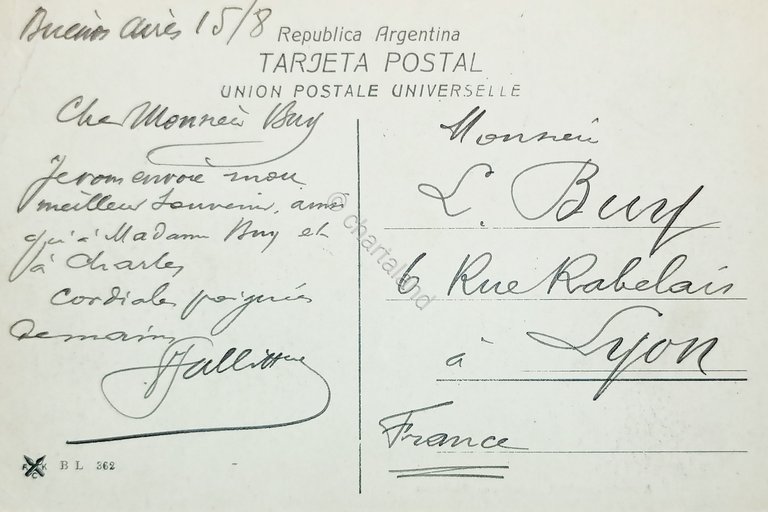 Buenos Aires 15/8
Republica Argentina
TARJETA POSTAL
UNION POSTALE UNIVERSELLE
Cher Monsieur Buy
Je vous envoie mon
meilleur Souvenir, ainsi
qu'à Madame Buy et
à Charles
Cordiales poignées
de mains
Monsieur
L. Buy
6 Rue Rabelais
à Lyon
France
BL 362
© chartaland